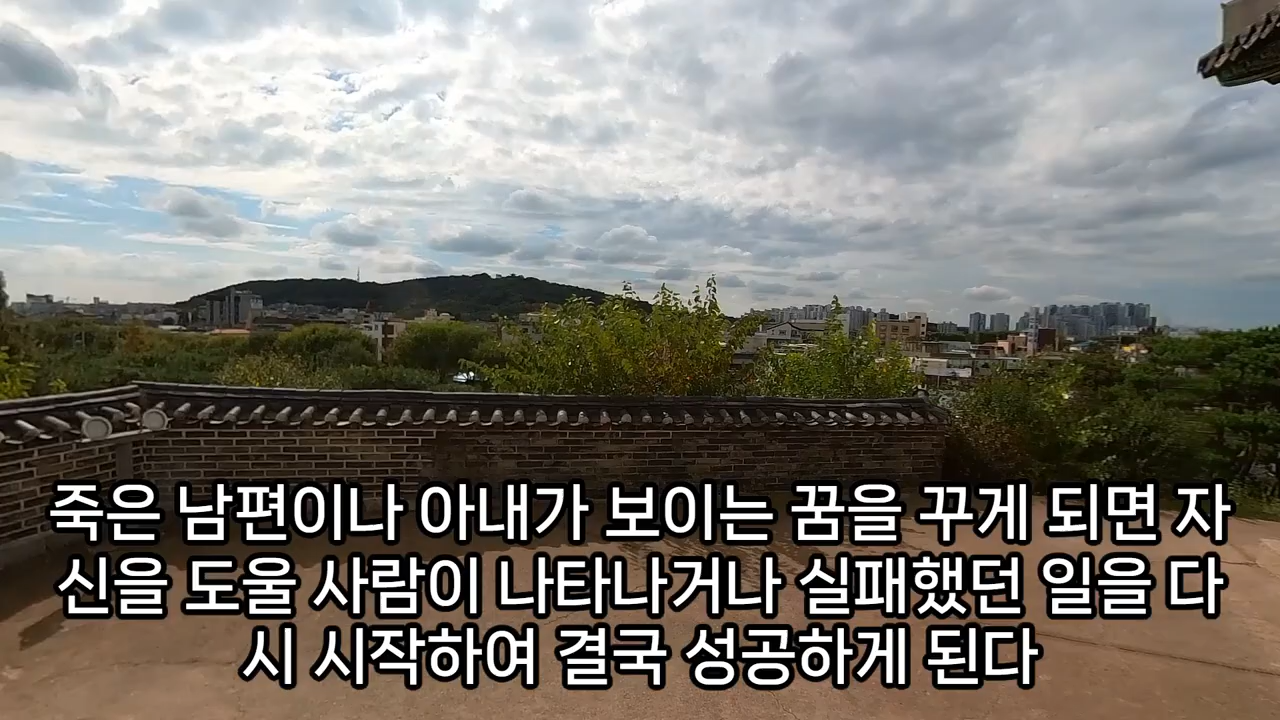 죽은 남편이나 아내가 보이는 꿈을 꾸게 되면 자
신을 도울 사람이 나타나거나 실패했던 일을 다
시 시작하여 결국 성공하게 된다